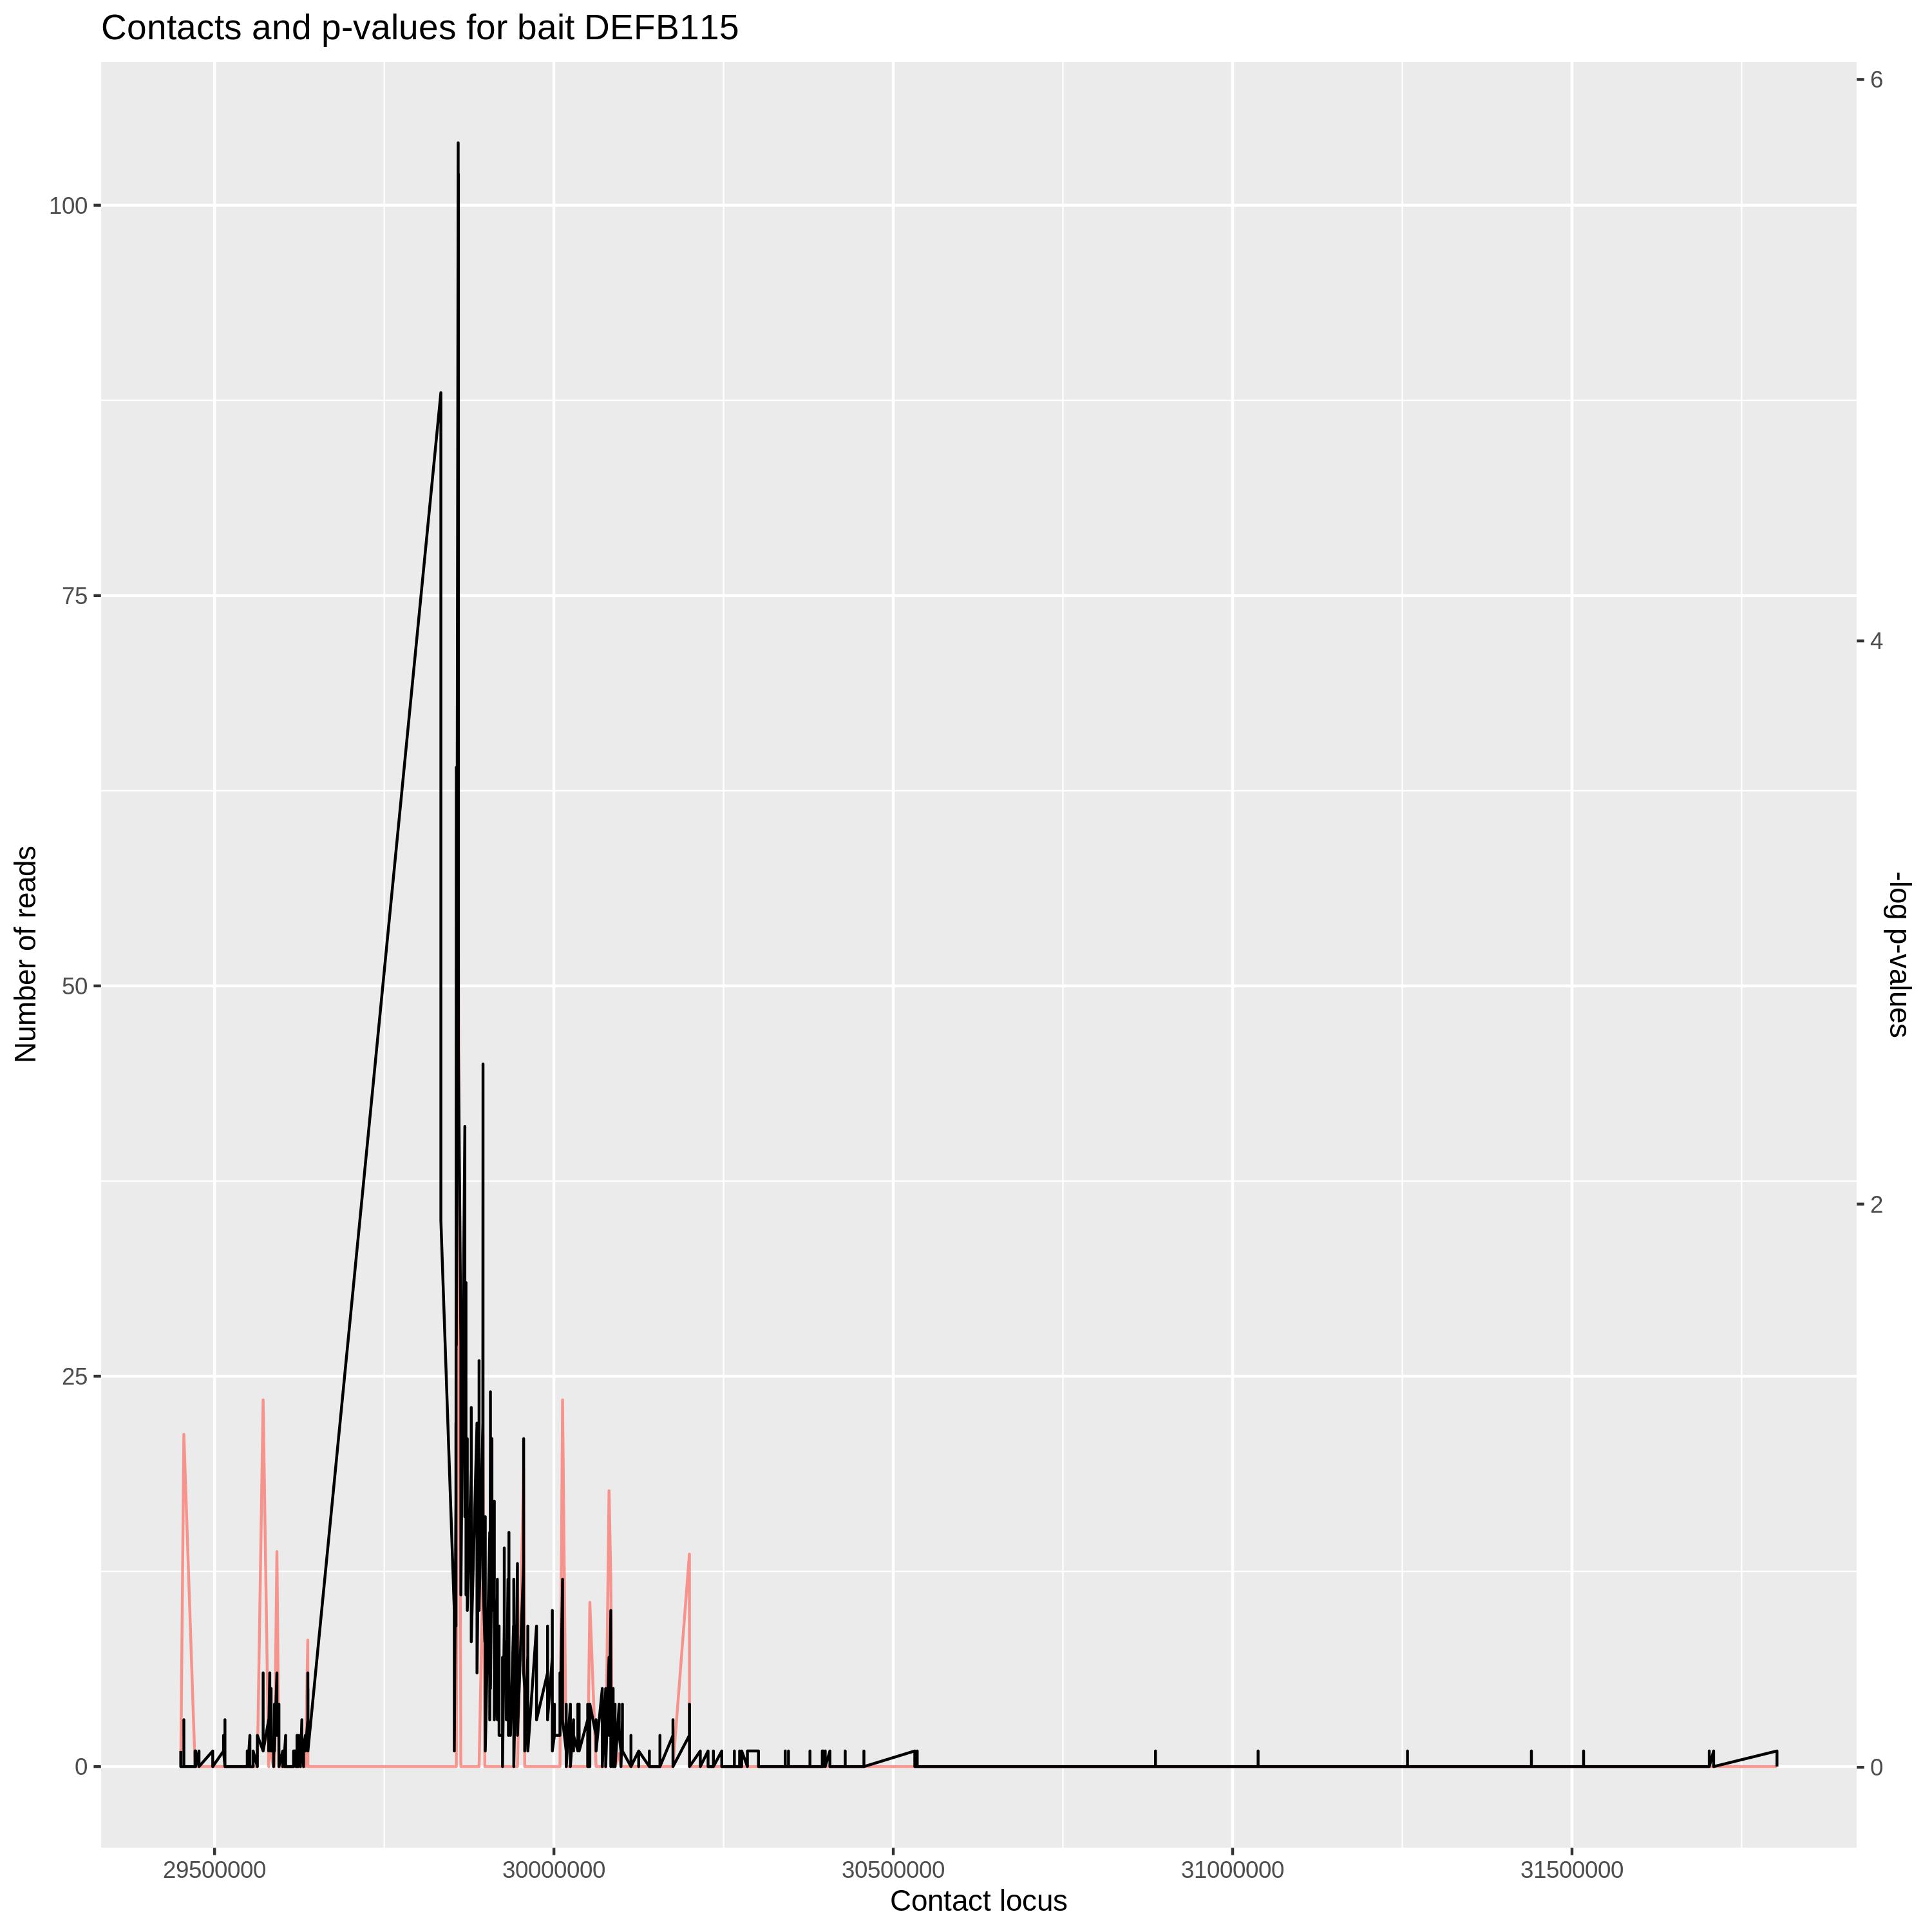 Contacts and p-values for bait DEFB115
100
75
50
25
0
Number of reads
6
4
2
0
-log p-values
29500000 30000000 30500000 31000000 31500000
Contact locus